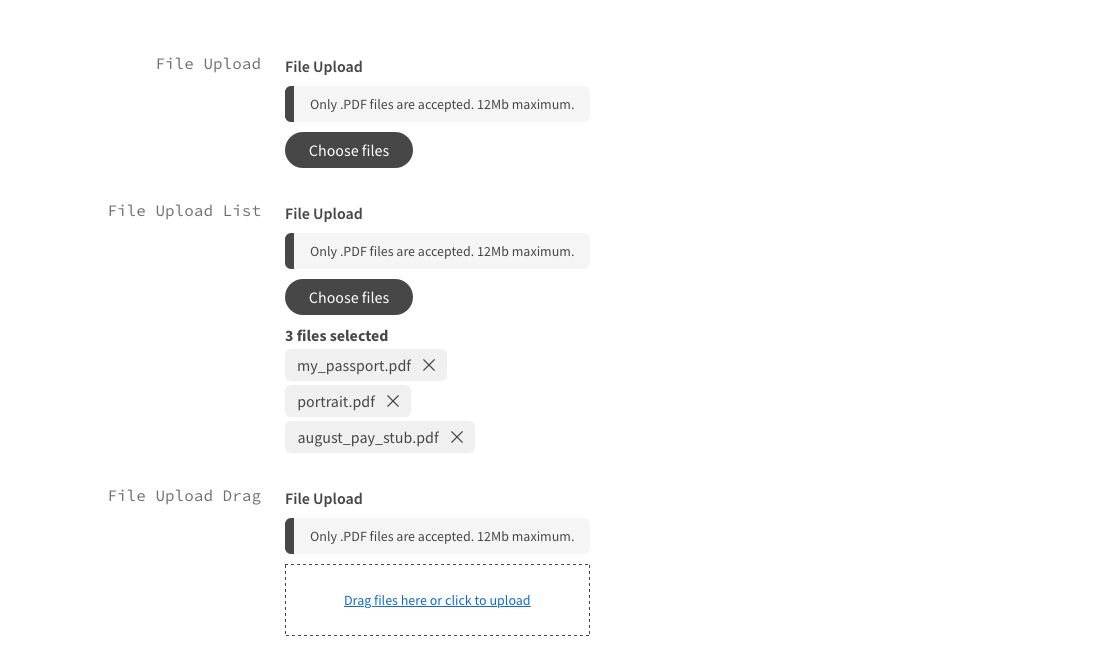 File Upload
File Upload
Only .PDF files are accepted. 12Mb maximum.
Choose files
File Upload List
File Upload
Only .PDF files are accepted. 12Mb maximum.
Choose files
3 files selected
my_passport.pdf
portrait.pdf
august_pay_stub.pdf
File Upload Drag
File Upload
Only .PDF files are accepted. 12Mb maximum.
Drag files here or click to upload